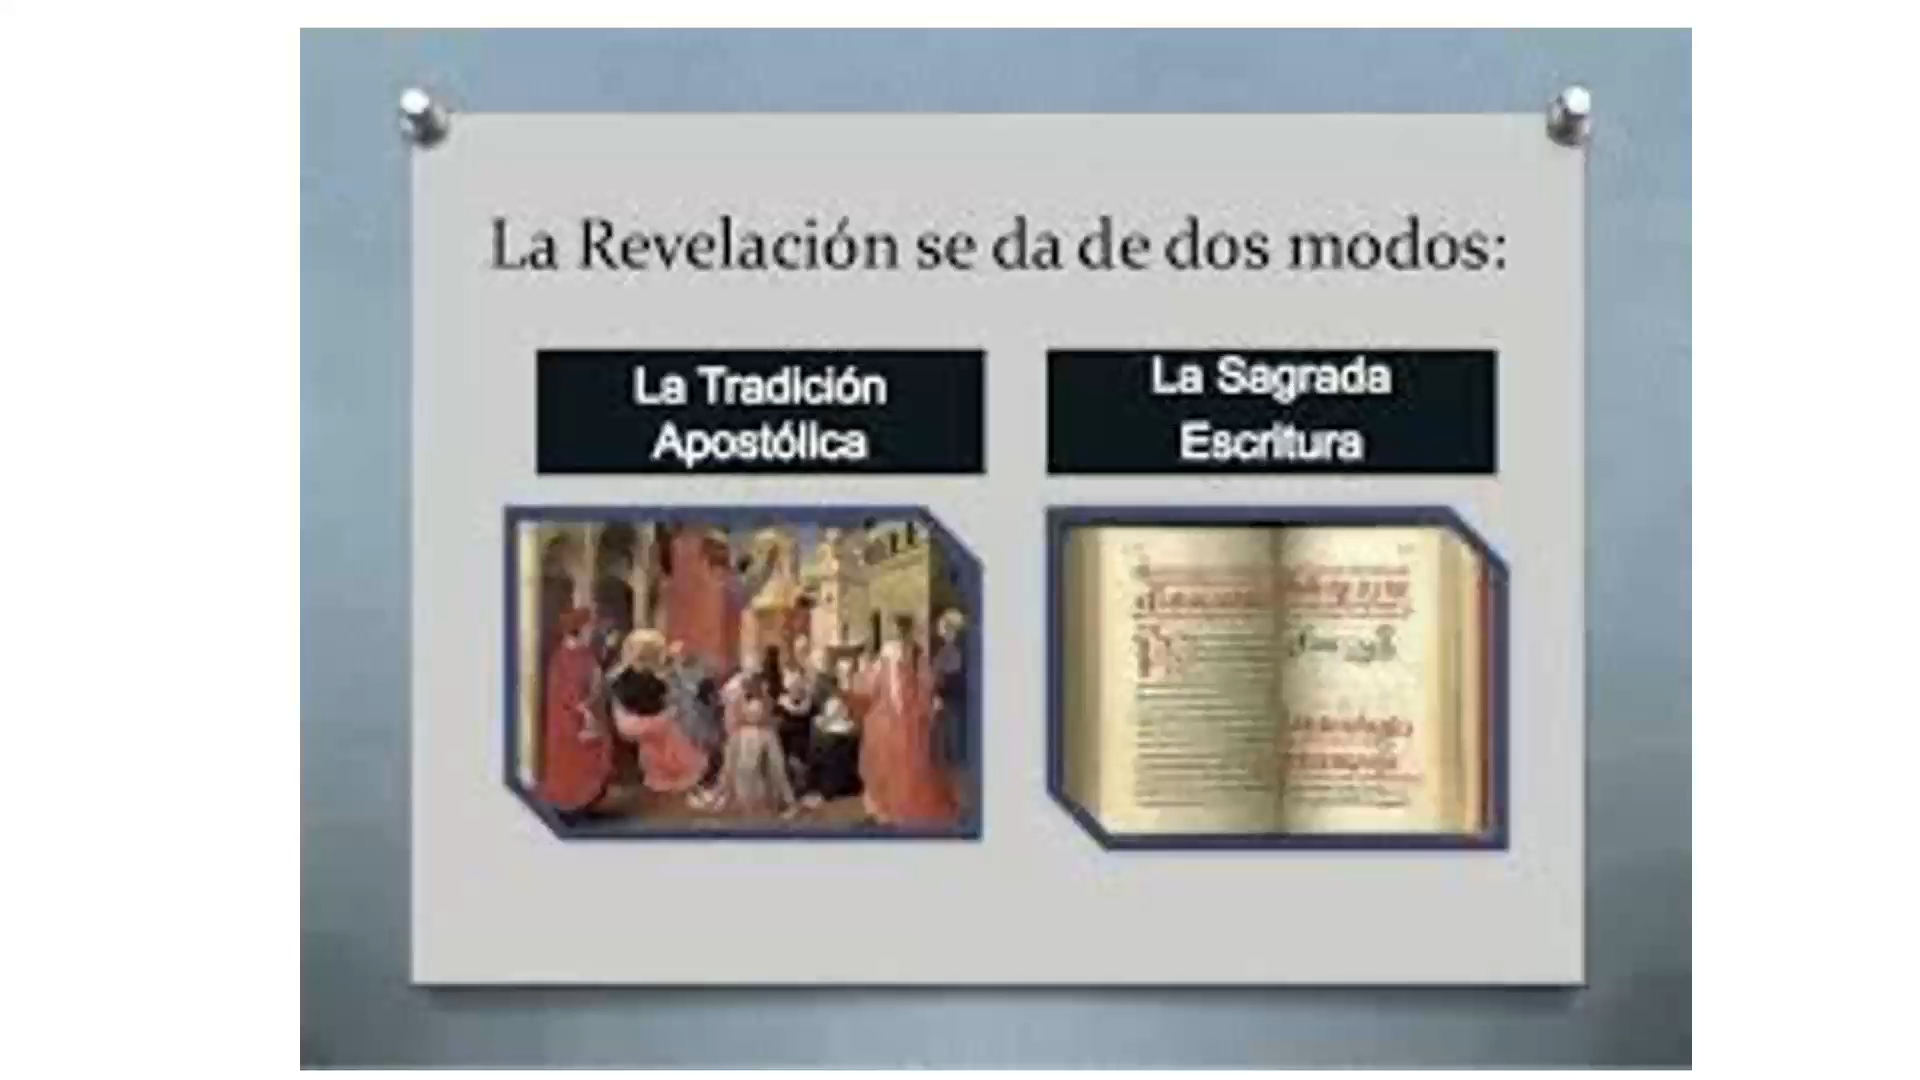 La Revelación se da de dos modos:
La Tradición
Apostólica
La Sagrada
Escritura